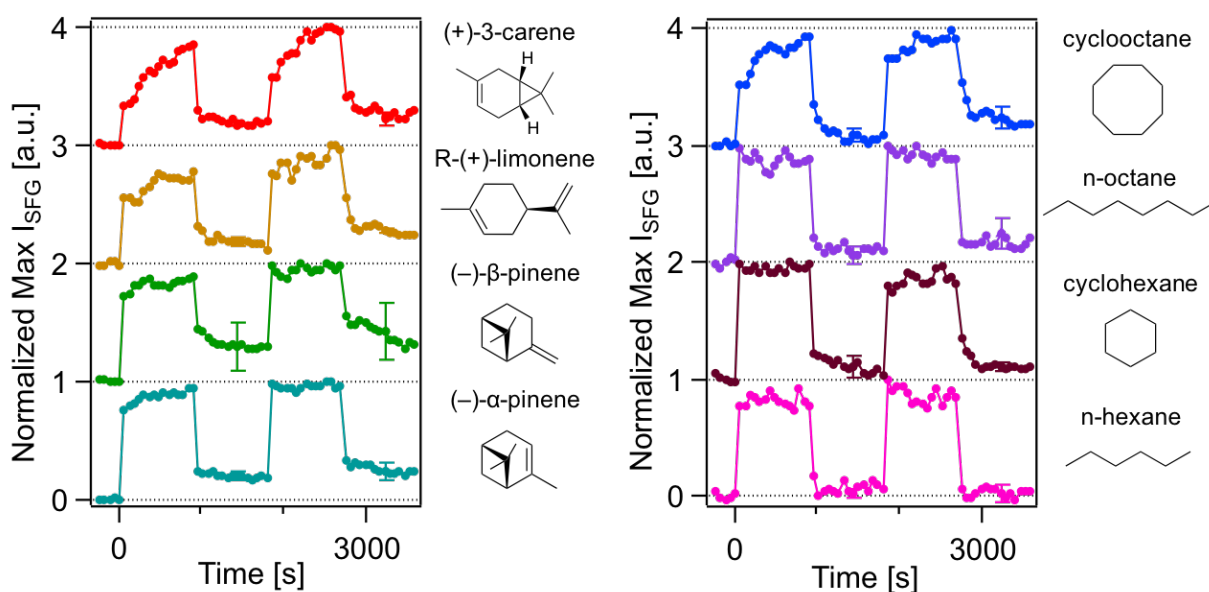 Normalized Max I_SFG [a.u.]
4
3
2
1
0
0
3000
Time [s]
(+)-3-carene
H
H
R-(+)-limonene
(–)-β-pinene
(–)-α-pinene
Normalized Max I_SFG [a.u.]
4
3
2
1
0
0
3000
Time [s]
cyclooctane
n-octane
cyclohexane
n-hexane